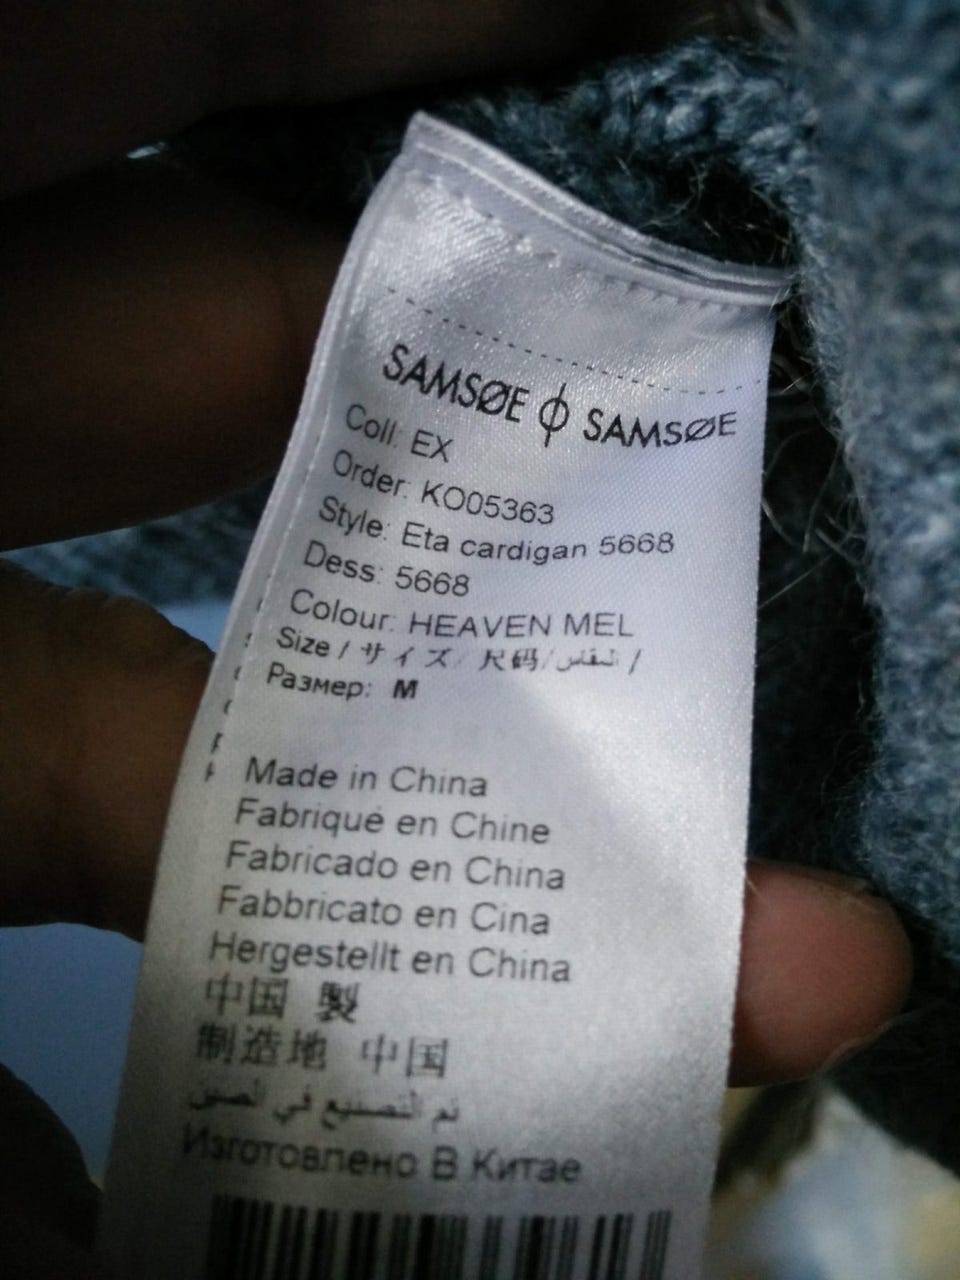 SAMSØE ϕ SAMSØE
Coll: EX
Order: KO05363
Style: Eta cardigan 5668
Dess: 5668
Colour: HEAVEN MEL
Size / サイズ/ 尺码/المقاس /
Размер: M
Made in China
Fabriqué en Chine
Fabricado en China
Fabbricato en Cina
Hergestellt en China
中国 製
制造地 中国
تم التصنيع في الصين
Изготовлено В Китае